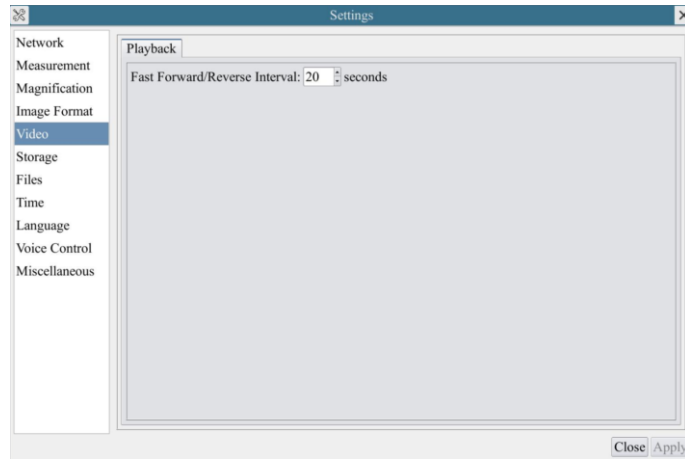 Settings
Network
Measurement
Magnification
Image Format
Video
Storage
Files
Time
Language
Voice Control
Miscellaneous
Playback
Fast Forward/Reverse Interval: 20 seconds
Close Apply